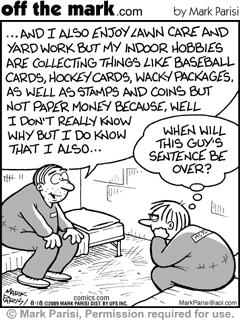 off the mark.com by Mark Parisi
...AND I ALSO ENJOY LAWN CARE AND
YARD WORK BUT MY INDOOR HOBBIES
ARE COLLECTING THINGS LIKE BASEBALL
CARDS, HOCKEY CARDS, WACKY PACKAGES,
AS WELL AS STAMPS AND COINS BUT
NOT PAPER MONEY BECAUSE, WELL
I DON'T REALLY KNOW
WHY BUT I DO KNOW
THAT I ALSO...
WHEN WILL
THIS GUY'S
SENTENCE BE
OVER?
MARK
PARISI
comics.com
8-18 ©2009 MARK PARISI DIST. BY UFS INC.
MarkParisi@aol.com
© Mark Parisi, Permission required for use.